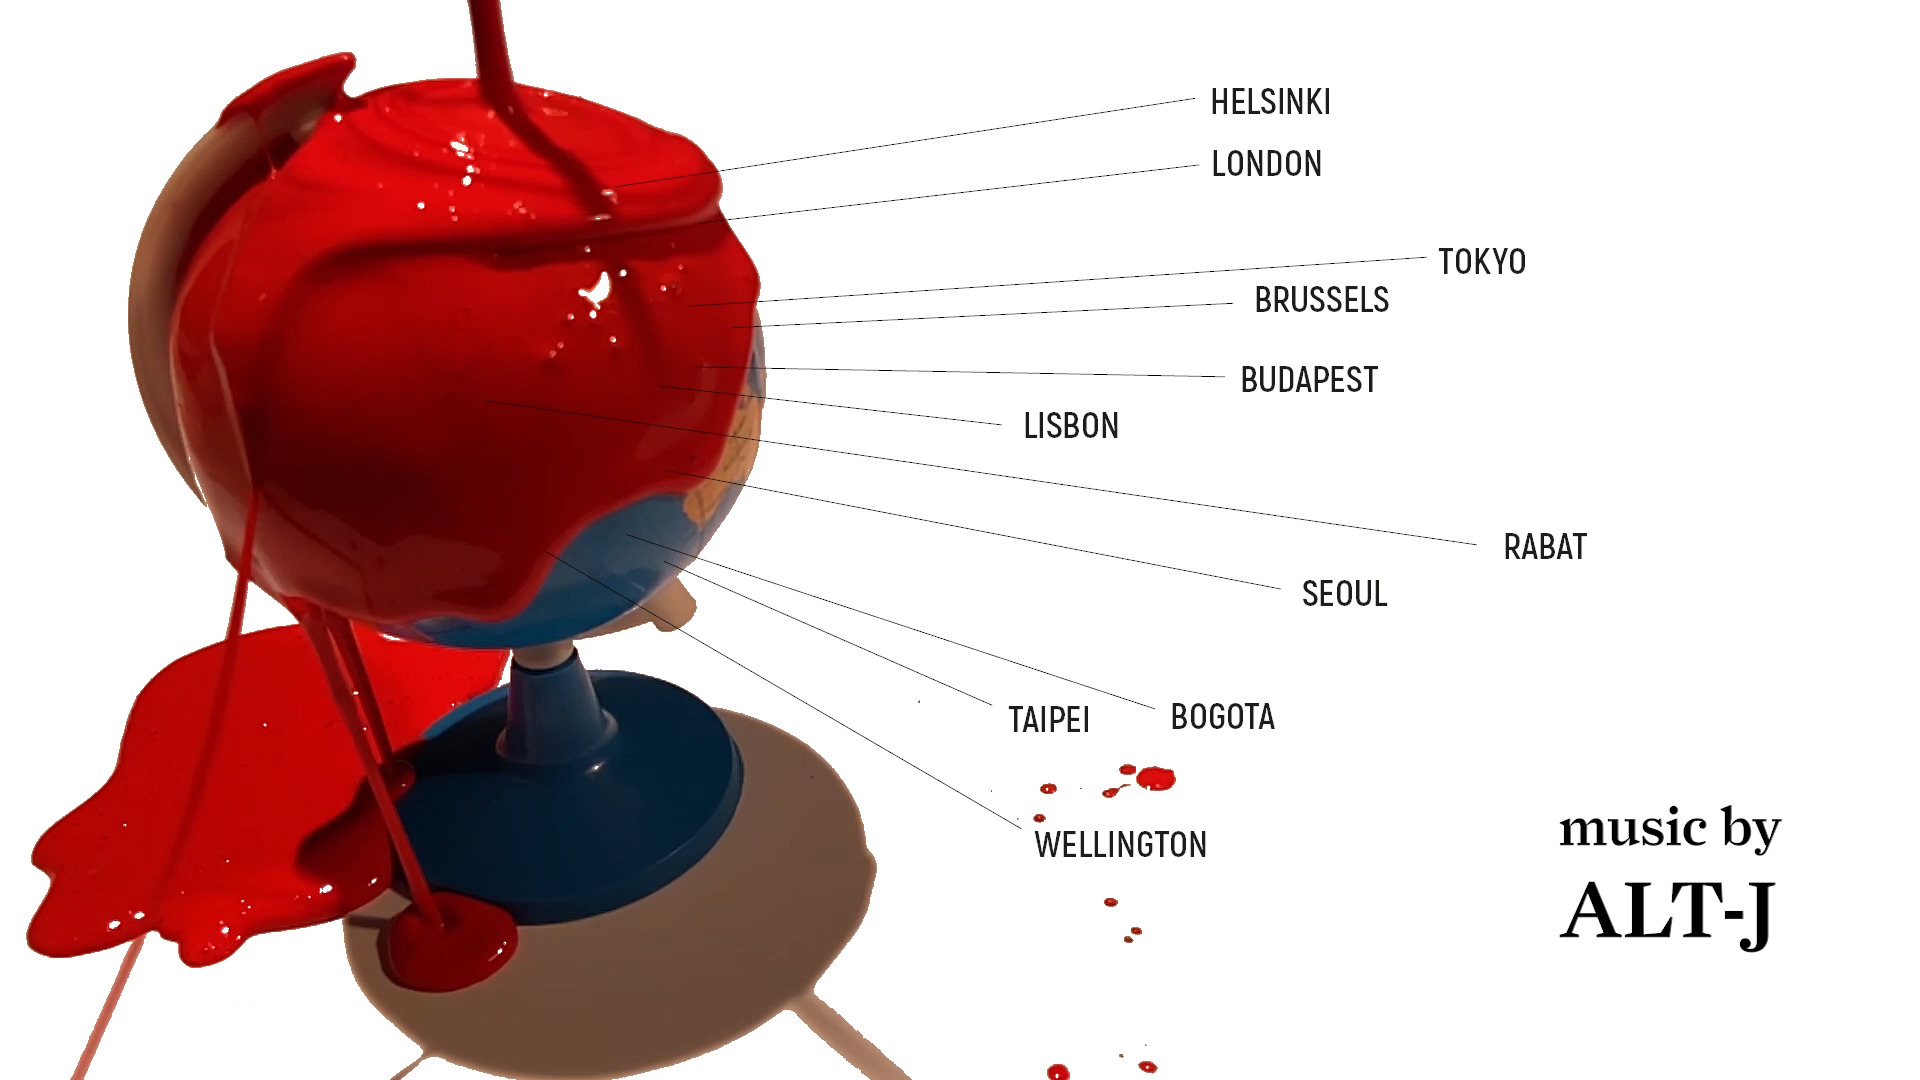 HELSINKI
LONDON
TOKYO
BRUSSELS
BUDAPEST
LISBON
RABAT
SEOUL
TAIPEI
BOGOTA
WELLINGTON
music by
ALT-J